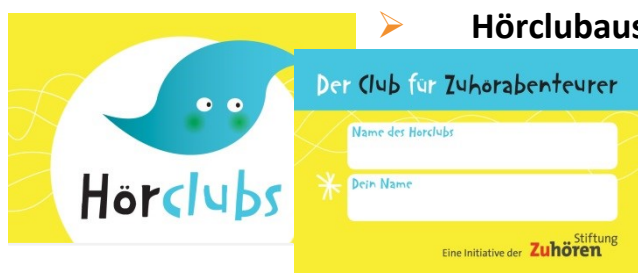 ➢ Hörclubaus
Hörclubs
Der Club für Zuhörabenteurer
Name des Hörclubs
Dein Name
Eine Initiative der Stiftung Zuhören